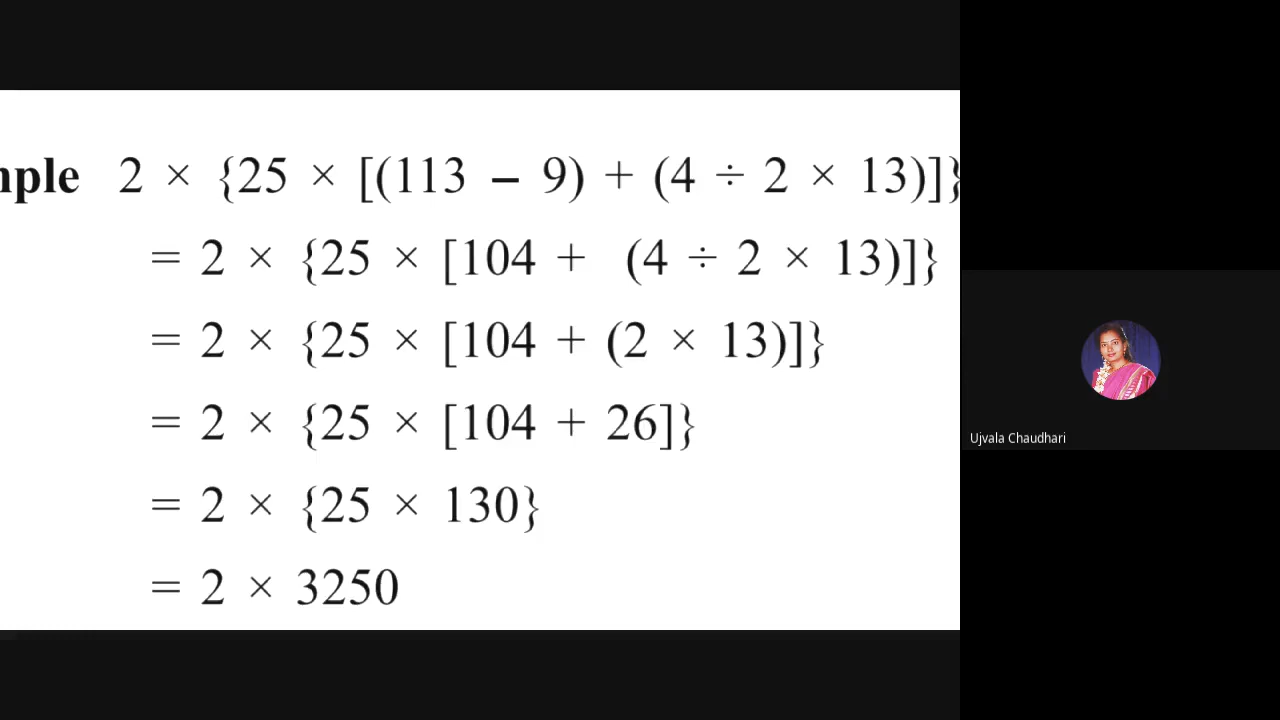 mple 2 × {25 × [(113 – 9) + (4 ÷ 2 × 13)]}
= 2 × {25 × [104 + (4 ÷ 2 × 13)]}
= 2 × {25 × [104 + (2 × 13)]}
= 2 × {25 × [104 + 26]}
= 2 × {25 × 130}
= 2 × 3250
Ujvala Chaudhari